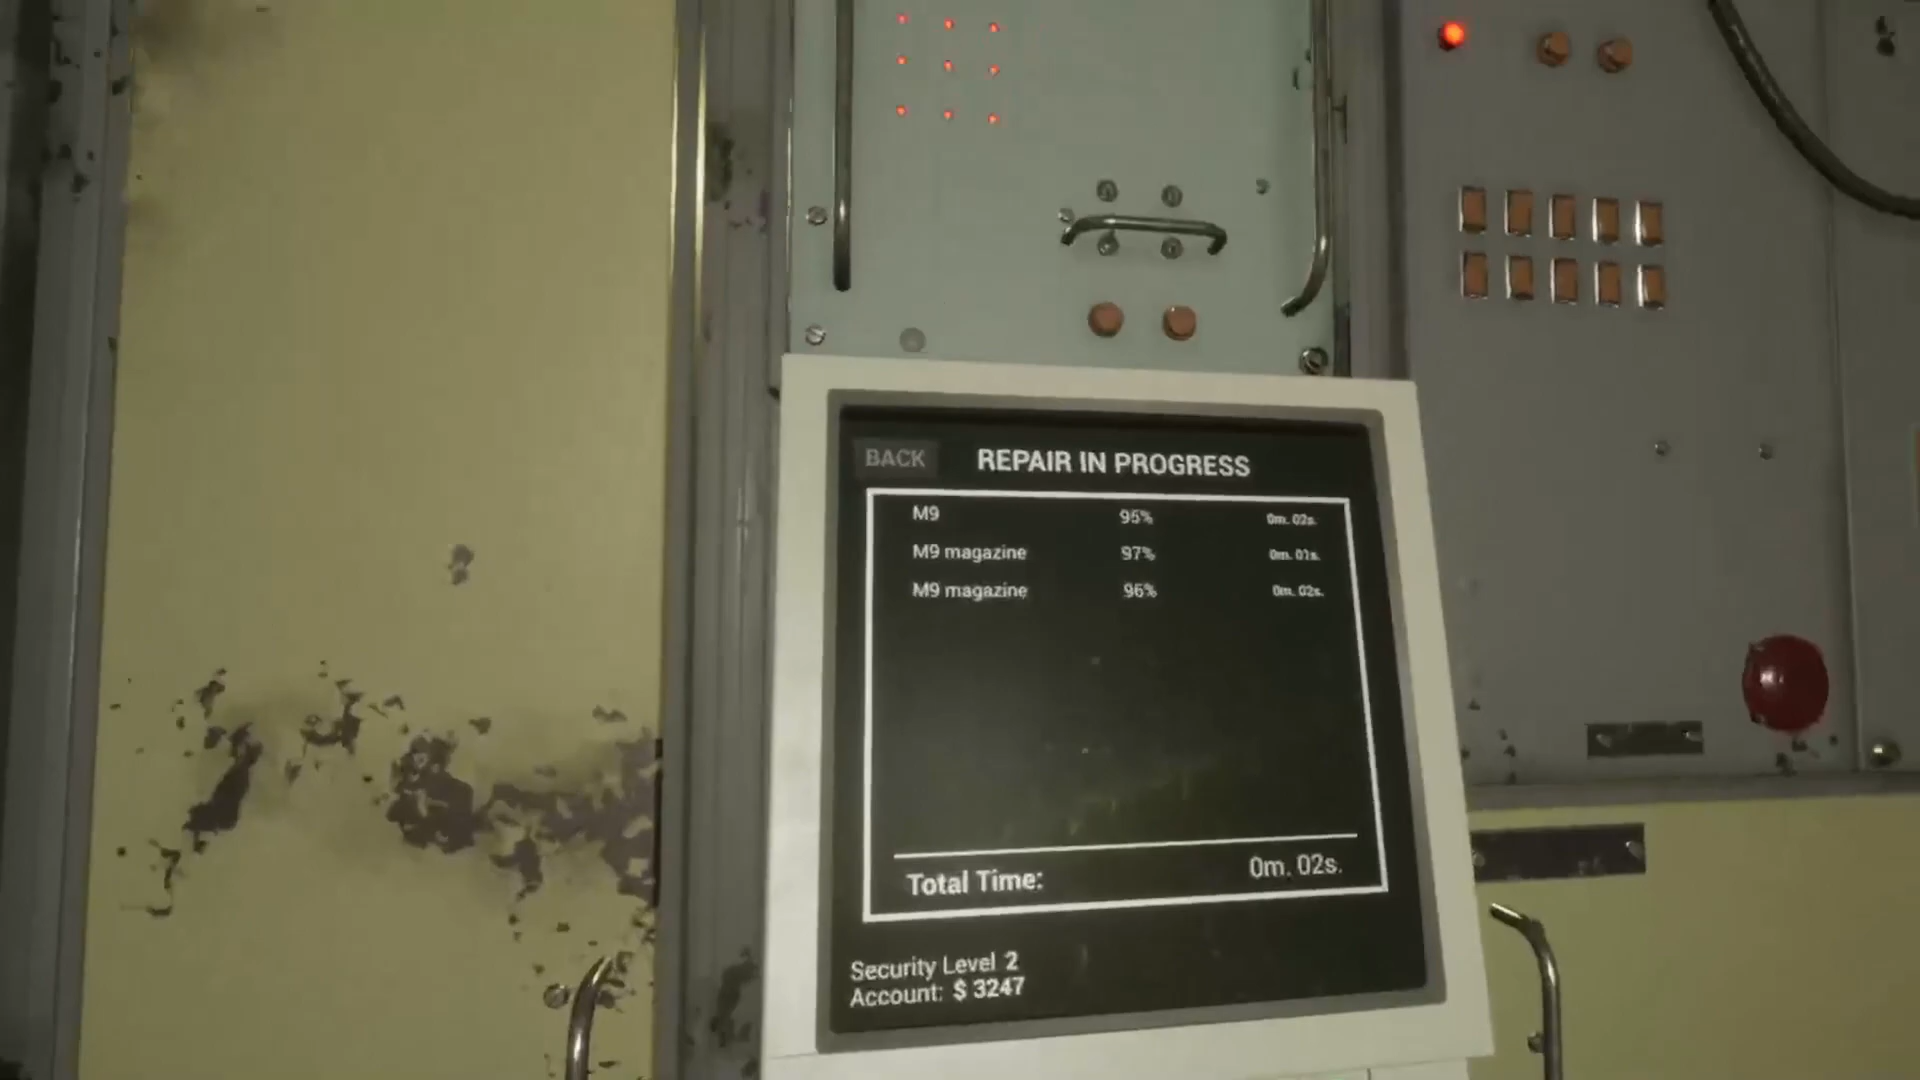 BACK REPAIR IN PROGRESS
M9 95% 0m. 02s.
M9 magazine 97% 0m. 01s.
M9 magazine 96% 0m. 02s.
Total Time: 0m. 02s.
Security Level 2
Account: $ 3247